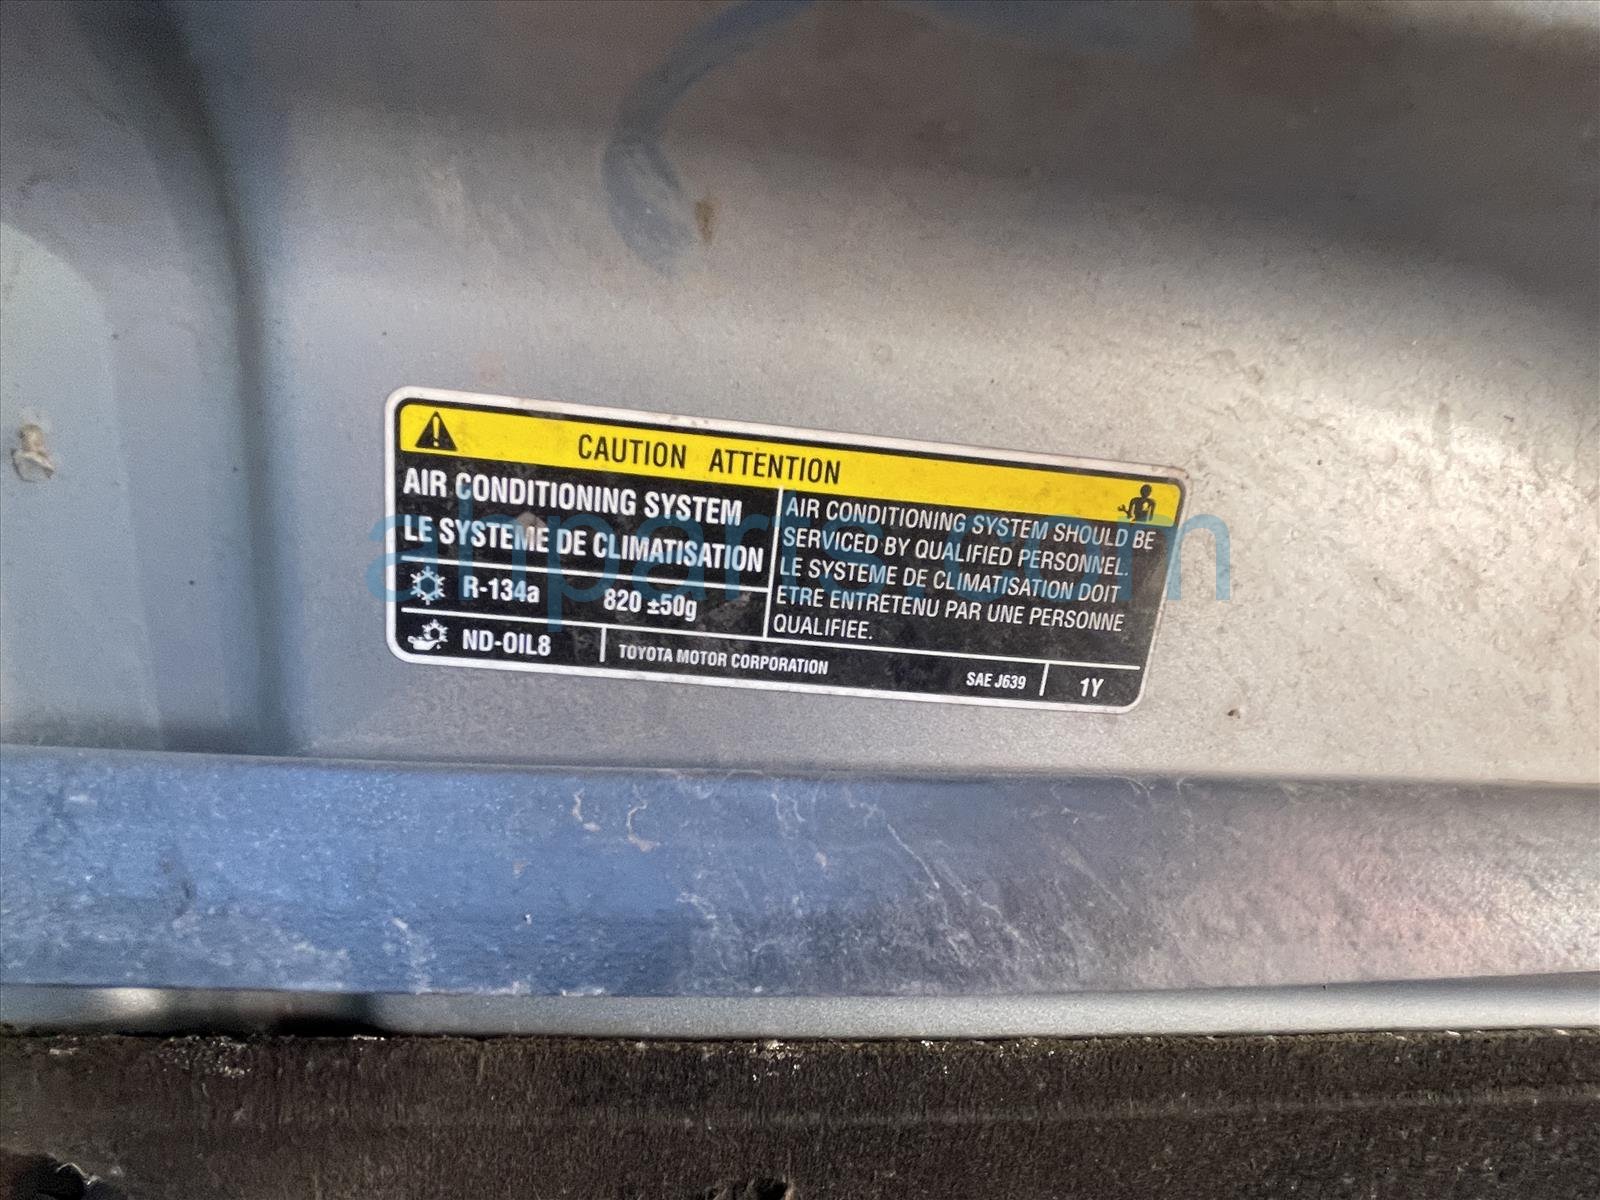 CAUTION ATTENTION
AIR CONDITIONING SYSTEM
LE SYSTEME DE CLIMATISATION
R-134a 820 ±50g
AIR CONDITIONING SYSTEM SHOULD BE
SERVICED BY QUALIFIED PERSONNEL.
LE SYSTEME DE CLIMATISATION DOIT
ETRE ENTRETENU PAR UNE PERSONNE
QUALIFIEE.
ND-OIL8 TOYOTA MOTOR CORPORATION SAE J639 1Y
ahparts.com